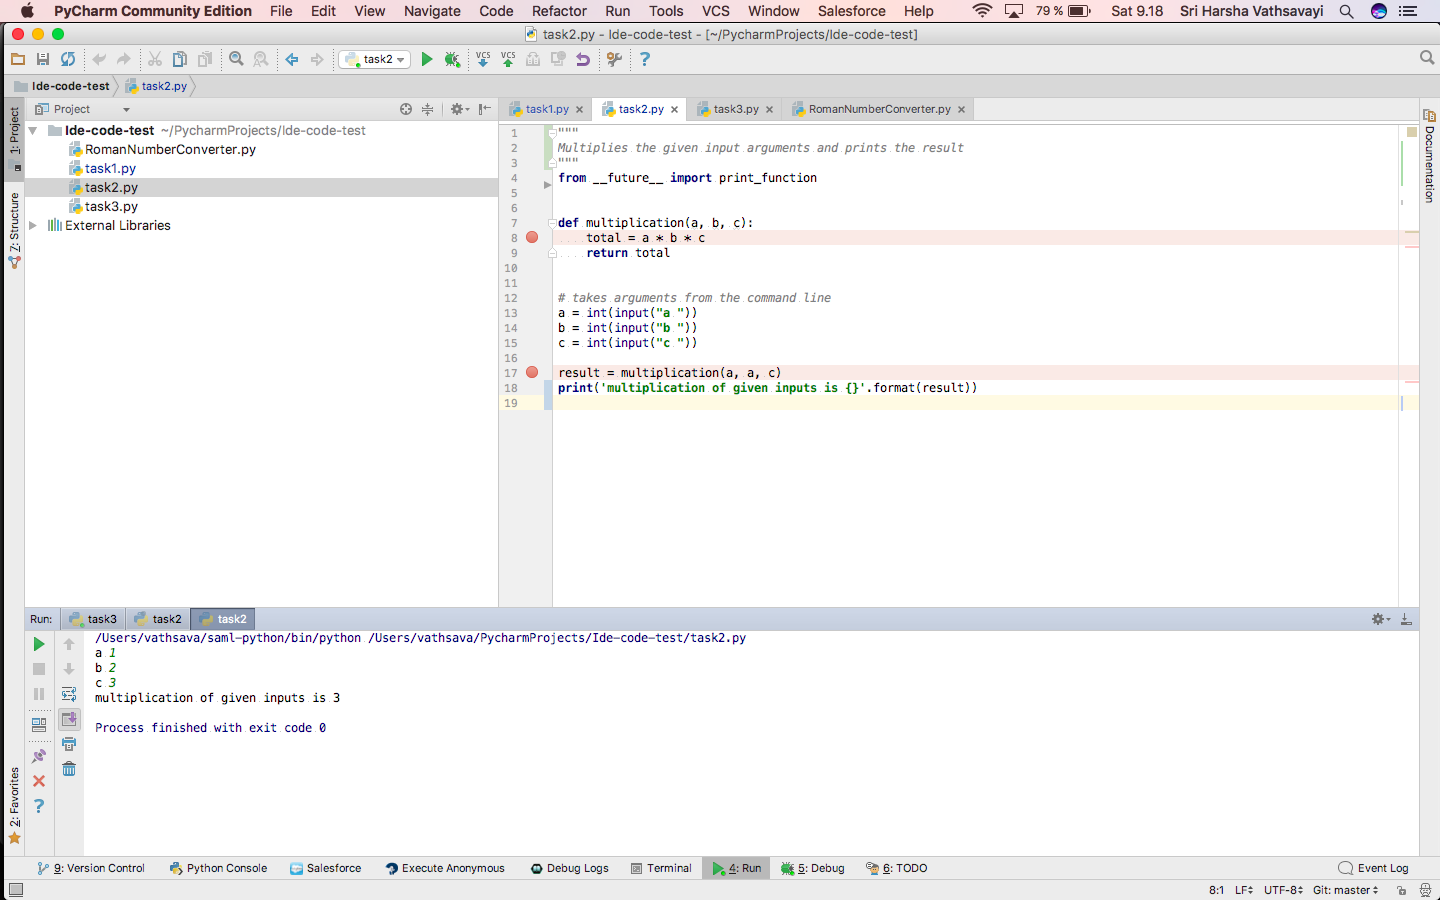 PyCharm Community Edition File Edit View Navigate Code Refactor Run Tools VCS Window Salesforce Help 79 % Sat 9.18 Sri Harsha Vathsavayi
task2.py - Ide-code-test - [~/PycharmProjects/Ide-code-test]
task2 VCS VCS ?
Ide-code-test task2.py
Project
task1.py task2.py task3.py RomanNumberConverter.py
1: Project
7: Structure
2: Favorites
Documentation
Ide-code-test ~/PycharmProjects/Ide-code-test
RomanNumberConverter.py
task1.py
task2.py
task3.py
External Libraries
1 """
2 Multiplies the given input arguments and prints the result
3 """
4 from __future__ import print_function
5
6
7 def multiplication(a, b, c):
8 total = a * b * c
9 return total
10
11
12 # takes arguments from the command line
13 a = int(input("a "))
14 b = int(input("b "))
15 c = int(input("c "))
16
17 result = multiplication(a, a, c)
18 print('multiplication of given inputs is {}'.format(result))
19
Run: task3 task2 task2
/Users/vathsava/saml-python/bin/python /Users/vathsava/PycharmProjects/Ide-code-test/task2.py
a 1
b 2
c 3
multiplication of given inputs is 3
Process finished with exit code 0
?
9: Version Control Python Console Salesforce Execute Anonymous Debug Logs Terminal 4: Run 5: Debug 6: TODO Event Log
8:1 LF UTF-8 Git: master